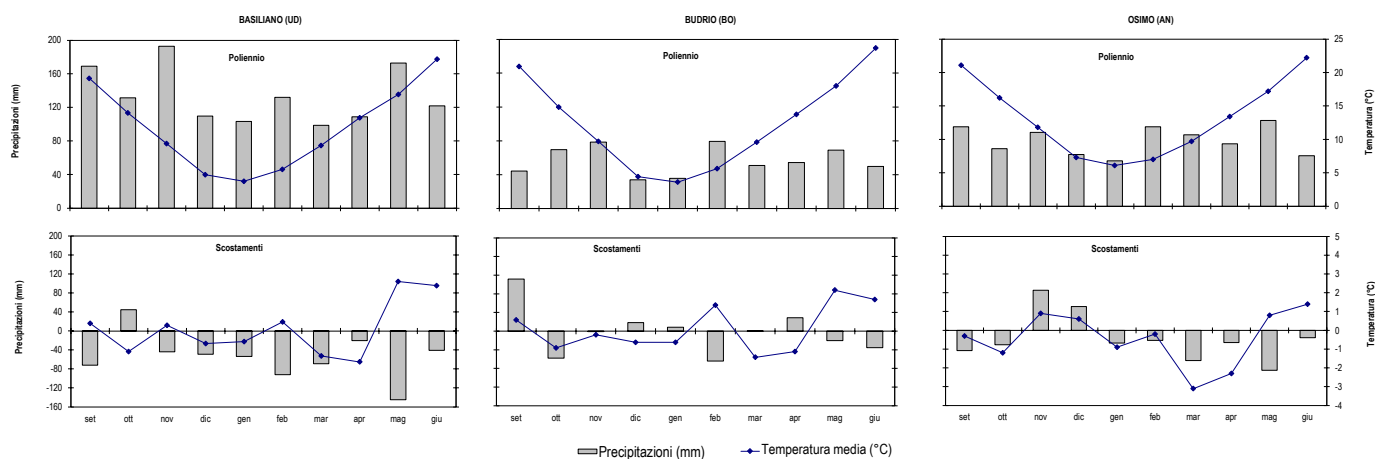 BASILIANO (UD)
BUDRIO (BO)
OSIMO (AN)
Poliennio
Poliennio
Poliennio
Precipitazioni (mm)
200
160
120
80
40
0
25
20
15
10
5
0
Temperatura (°C)
Scostamenti
Scostamenti
Scostamenti
Precipitazioni (mm)
200
160
120
80
40
0
-40
-80
-120
-160
5
4
3
2
1
0
-1
-2
-3
-4
Temperatura (°C)
set ott nov dic gen feb mar apr mag giu
set ott nov dic gen feb mar apr mag giu
set ott nov dic gen feb mar apr mag giu
Precipitazioni (mm) Temperatura media (°C)